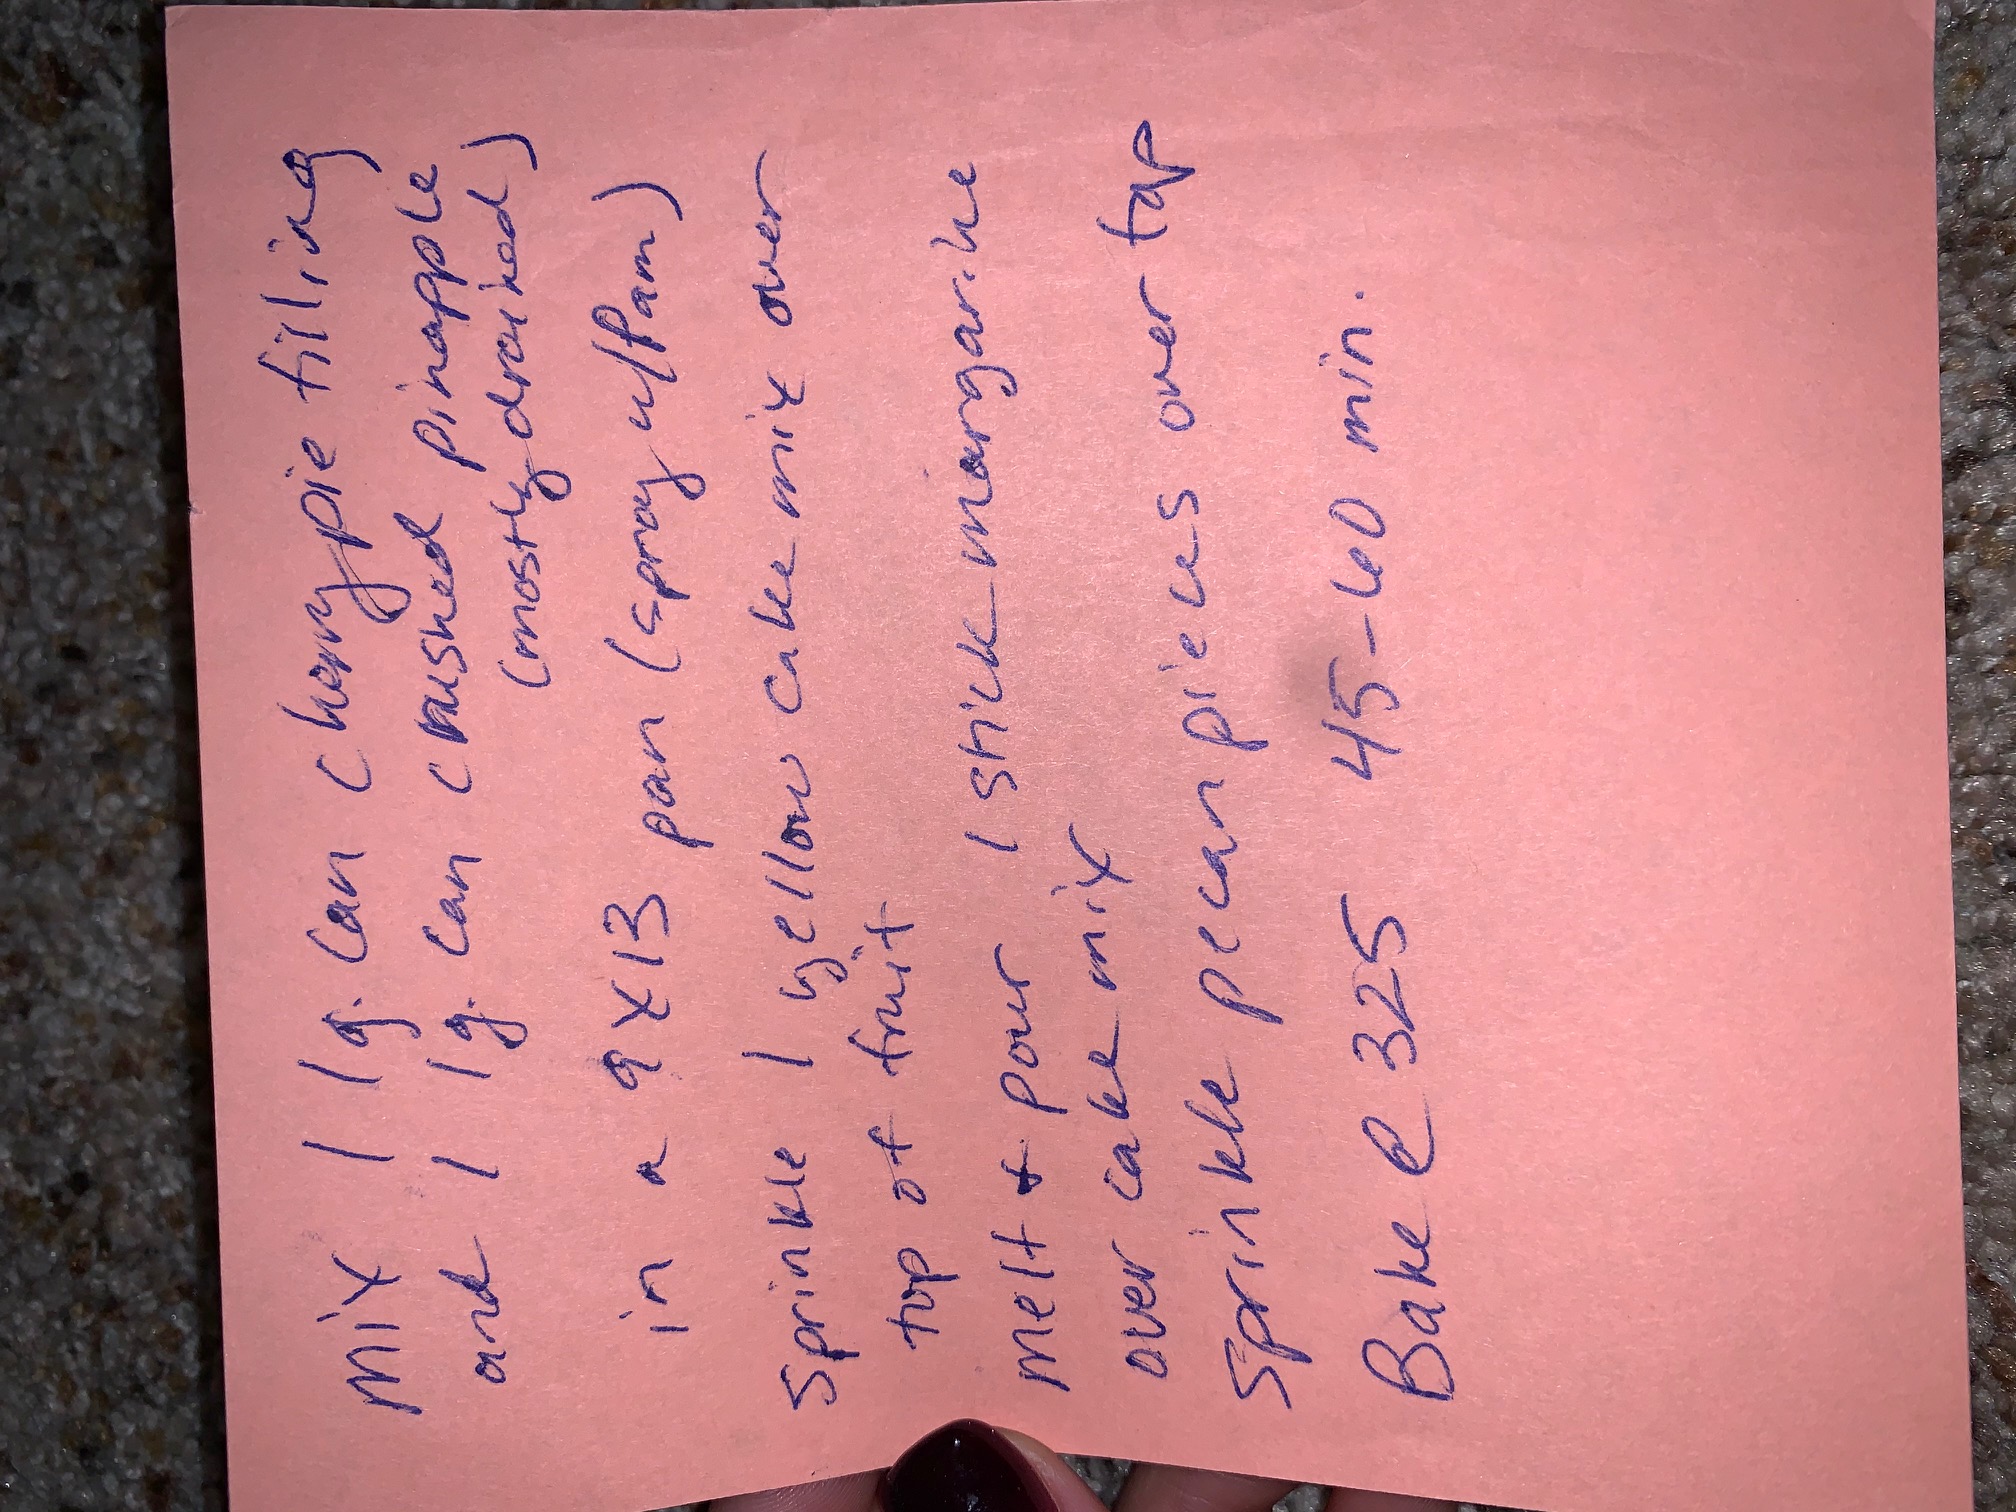 Mix 1 lg. can cherry pie filling
and 1 lg. can crushed pinapple
(mostly drained)
in a 9x13 pan (spray w/Pam)
Sprinkle 1 yellow cake mix over
top of fruit
Melt & pour 1 stick margarine
over cake mix
Sprinkle pecan pieces over top
Bake @ 325 45-60 min.